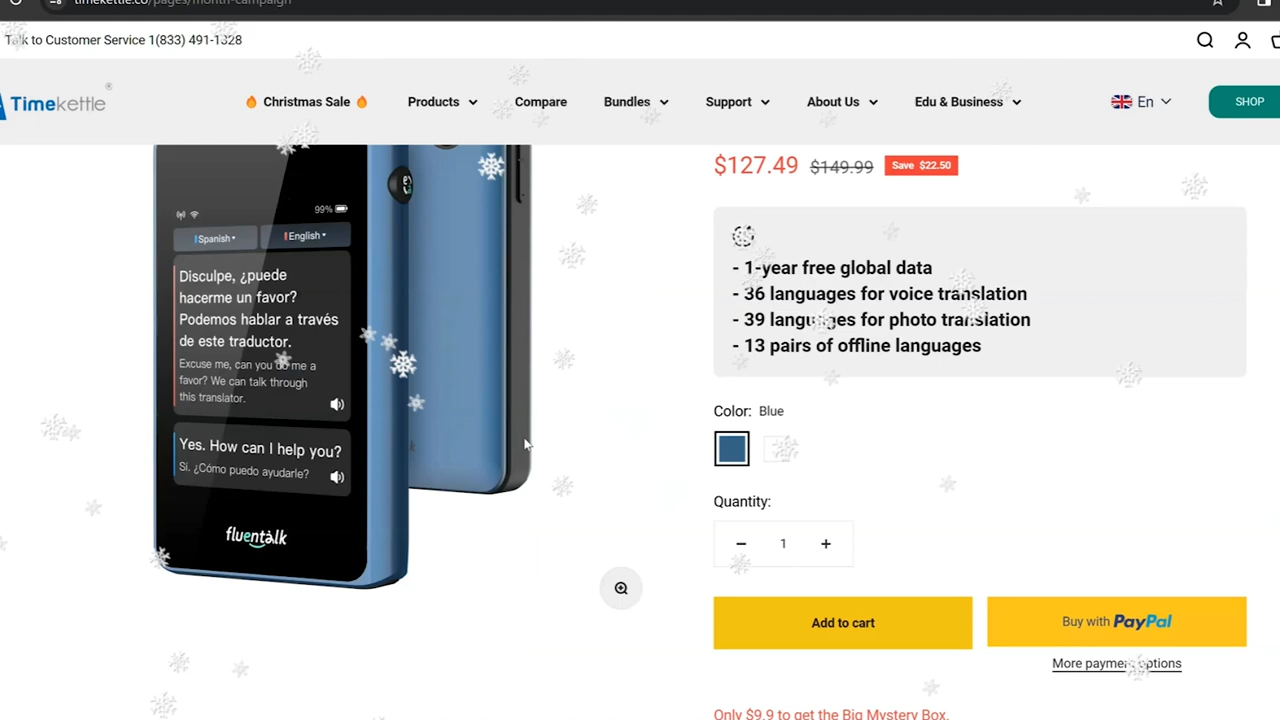 timekettle.co/pages/month-campaign
Talk to Customer Service 1(833) 491-1328
Timekettle®
Christmas Sale
Products
Compare
Bundles
Support
About Us
Edu & Business
En
SHOP
$127.49 $149.99 Save $22.50
- 1-year free global data
- 36 languages for voice translation
- 39 languages for photo translation
- 13 pairs of offline languages
Color: Blue
Quantity:
1
Add to cart
Buy with PayPal
More payment options
Only $9.9 to get the Big Mystery Box.
99%
Spanish
English
Disculpe, ¿puede
hacerme un favor?
Podemos hablar a través
de este traductor.
Excuse me, can you do me a
favor? We can talk through
this translator.
Yes. How can I help you?
Sí. ¿Cómo puedo ayudarle?
fluentalk